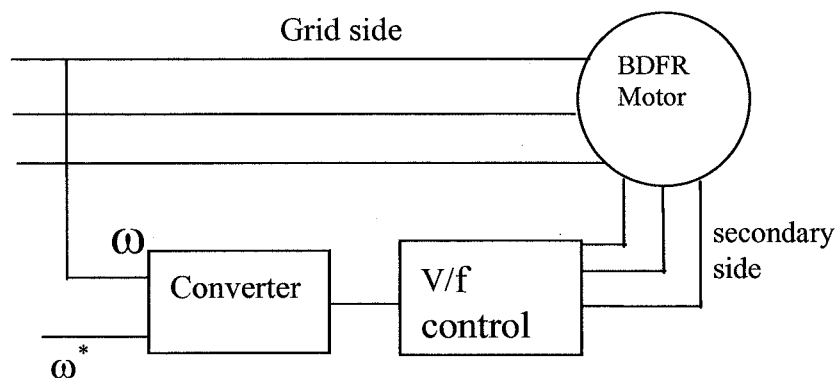 Grid side
BDFR
Motor
ω
Converter
V/f
control
secondary
side
ω*